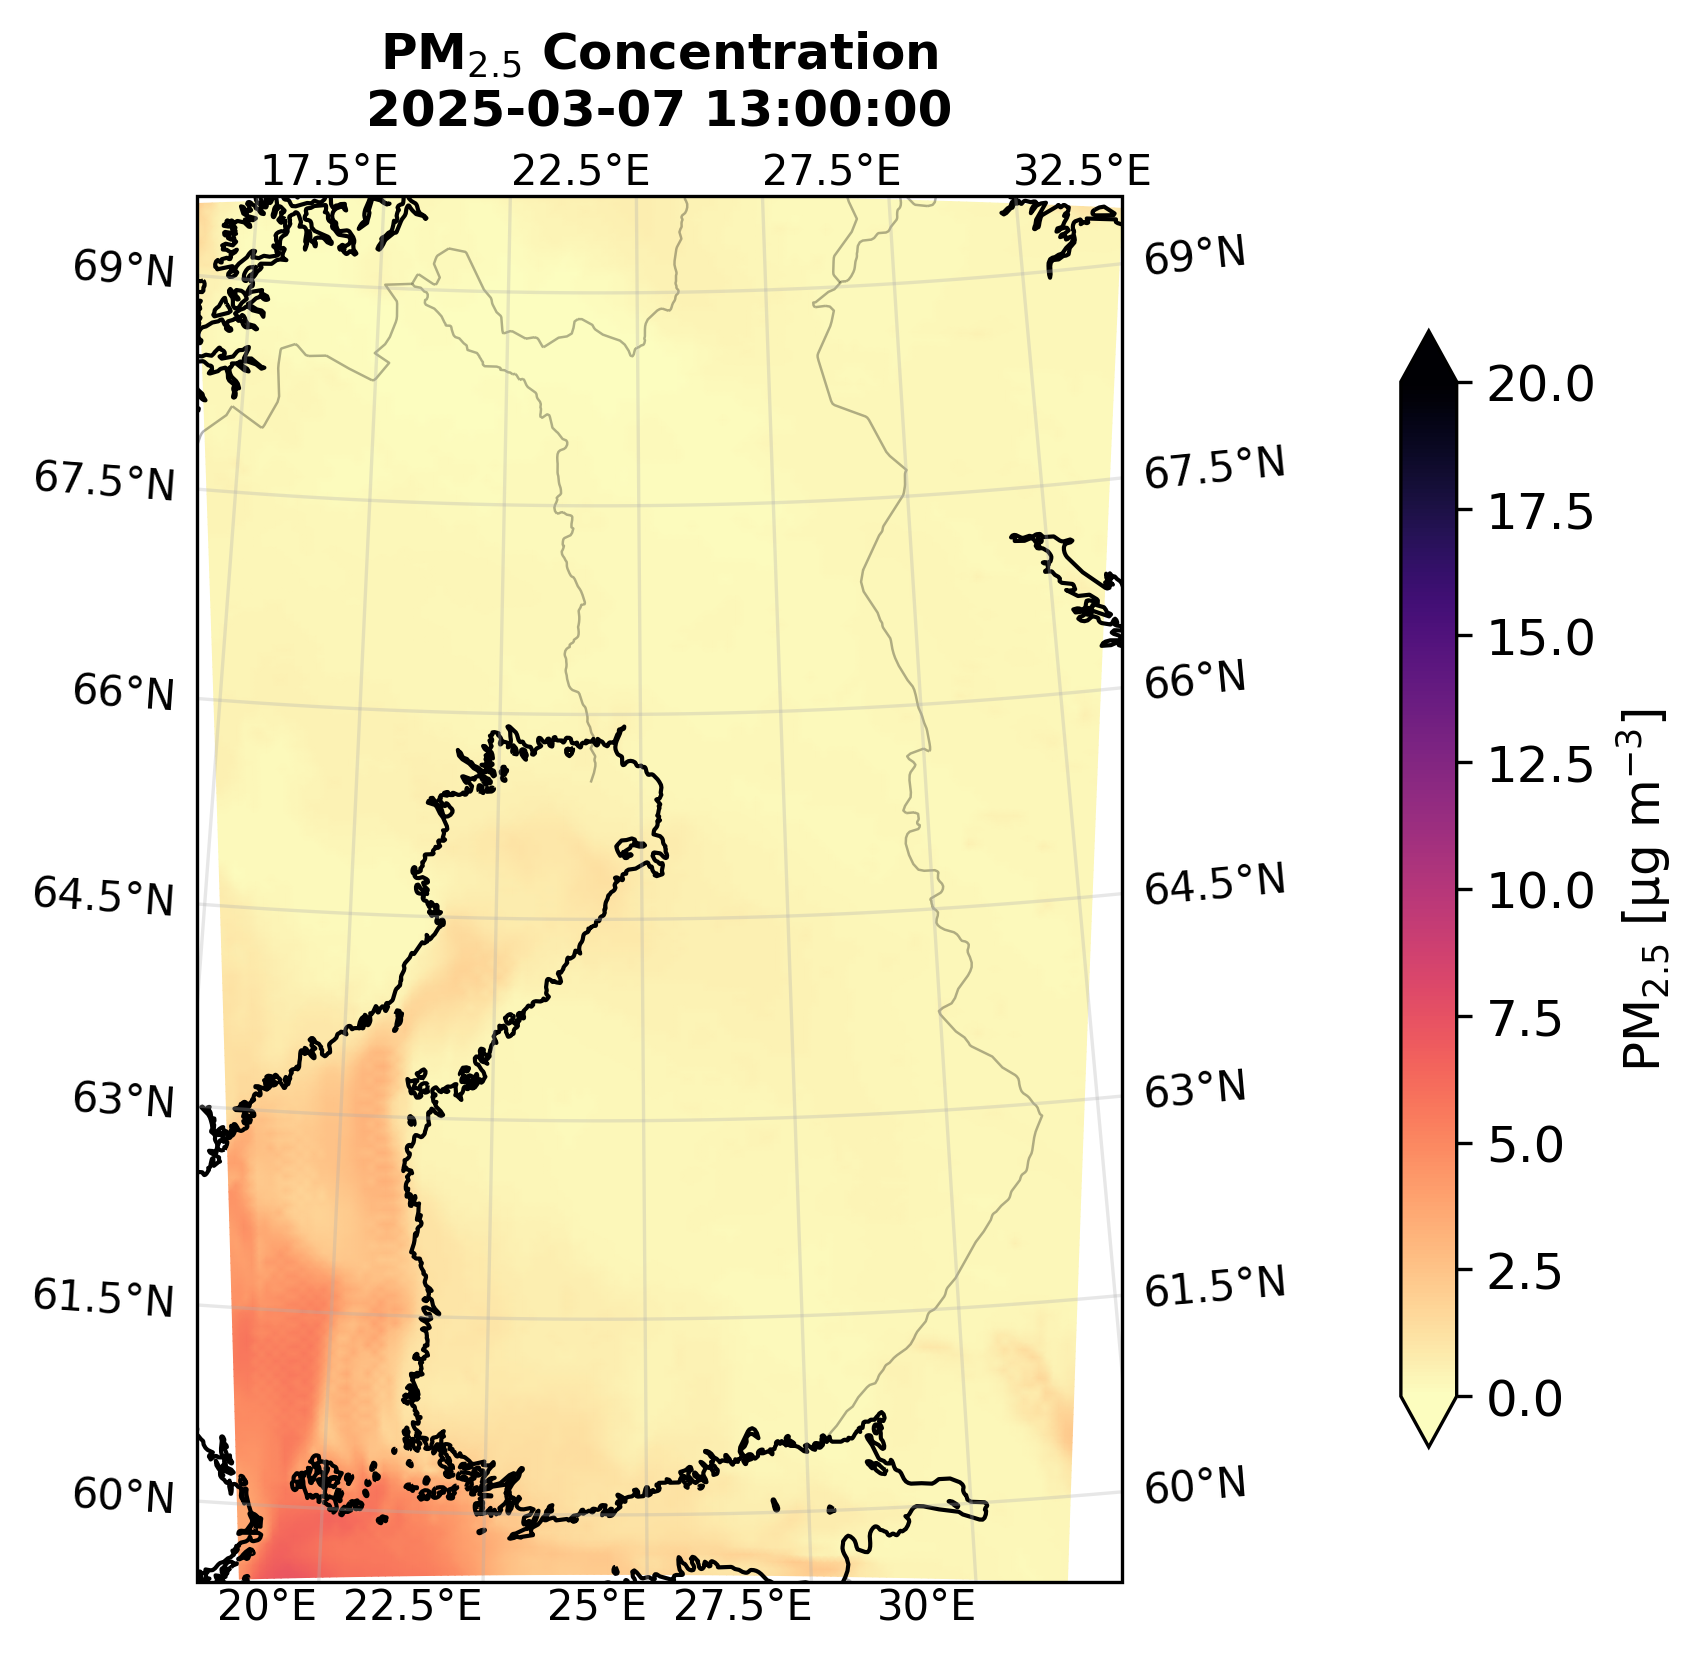 PM2.5 Concentration
2025-03-07 13:00:00
17.5°E 22.5°E 27.5°E 32.5°E
69°N 69°N
67.5°N 67.5°N
66°N 66°N
64.5°N 64.5°N
63°N 63°N
61.5°N 61.5°N
60°N 60°N
20°E 22.5°E 25°E 27.5°E 30°E
20.0
17.5
15.0
12.5
10.0
7.5
5.0
2.5
0.0
PM2.5 [µg m−3]